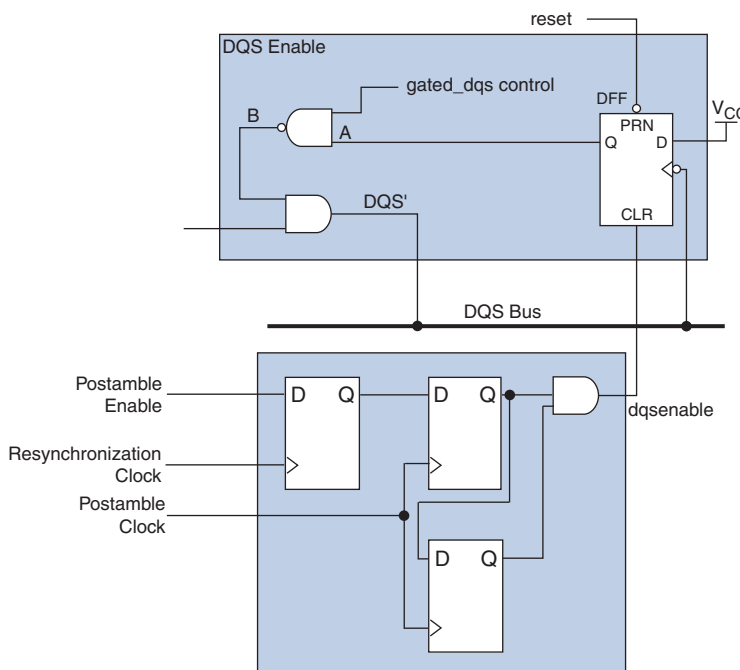 reset
DQS Enable
gated_dqs control
DFF
V
B
PRN
A
Q
D
DQS'
CLR
DQS Bus
Postamble
Enable
D Q
D Q
dqsenable
Resynchronization
Clock
Postamble
Clock
D Q